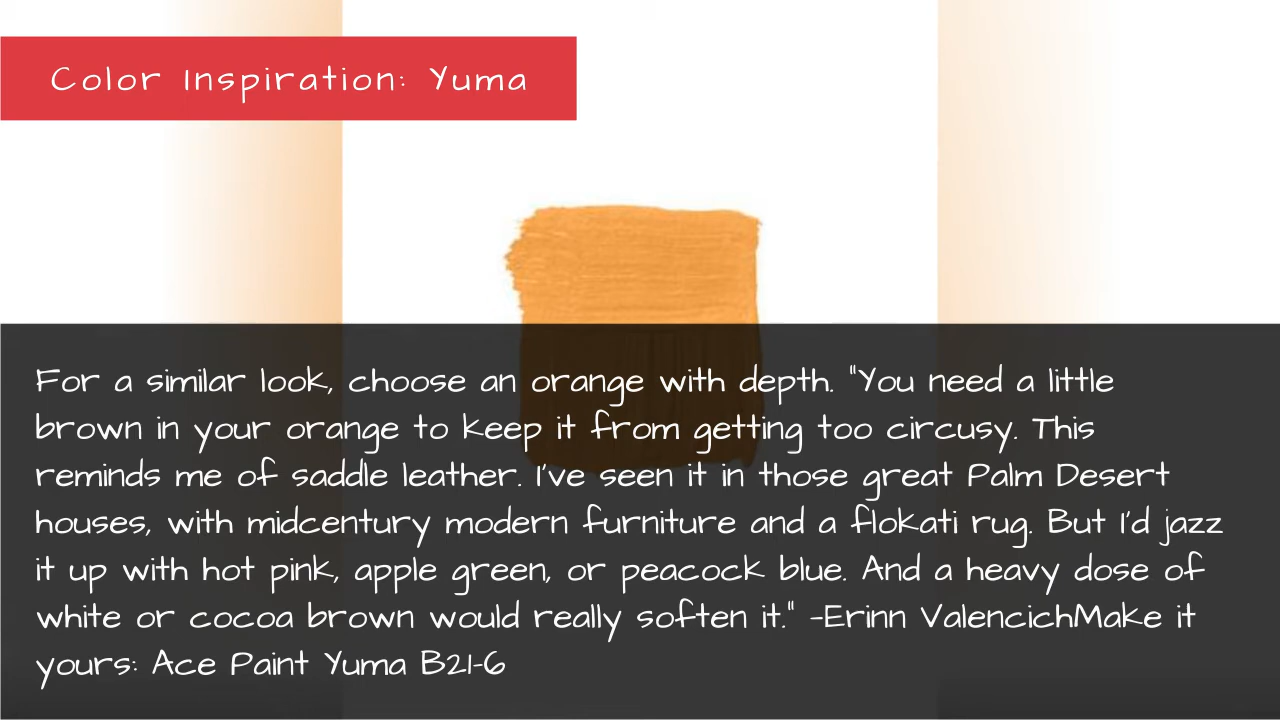 Color Inspiration: Yuma
For a similar look, choose an orange with depth. "You need a little
brown in your orange to keep it from getting too circusy. This
reminds me of saddle leather. I've seen it in those great Palm Desert
houses, with midcentury modern furniture and a flokati rug. But I'd jazz
it up with hot pink, apple green, or peacock blue. And a heavy dose of
white or cocoa brown would really soften it." -Erinn ValencichMake it
yours: Ace Paint Yuma B21-6